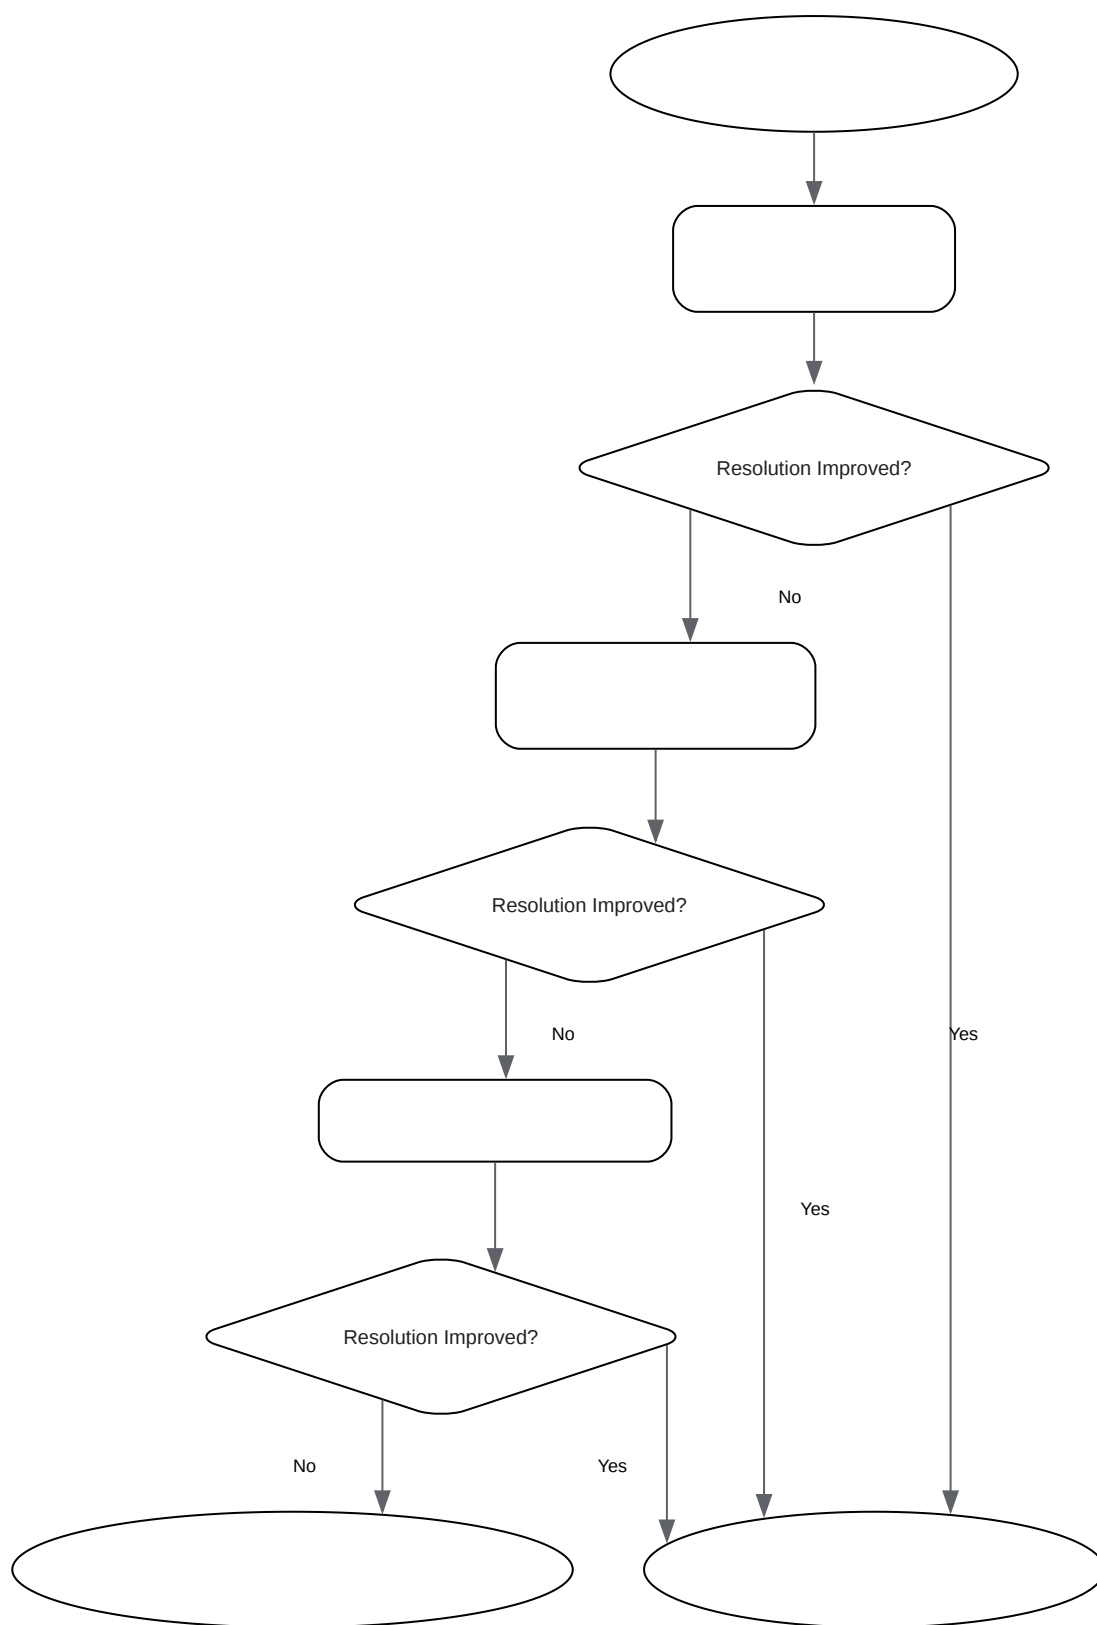 Resolution Improved?
No
Resolution Improved?
No
Yes
Yes
Resolution Improved?
No
Yes